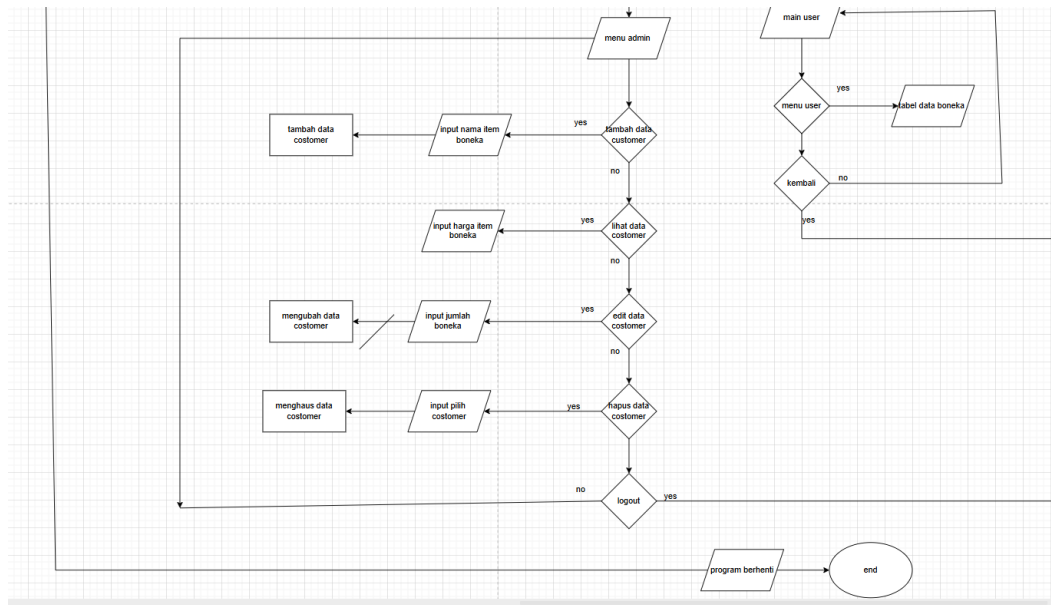 main user
menu admin
menu user
yes
tabel data boneka
tambah data
costomer
input nama item
boneka
yes
tambah data
customer
no
kembali
no
yes
input harga item
boneka
yes
lihat data
costomer
no
mengubah data
costomer
input jumlah
boneka
yes
edit data
costomer
no
menghaus data
costomer
input pilih
costomer
yes
hapus data
costomer
no
logout
yes
program berhenti
end